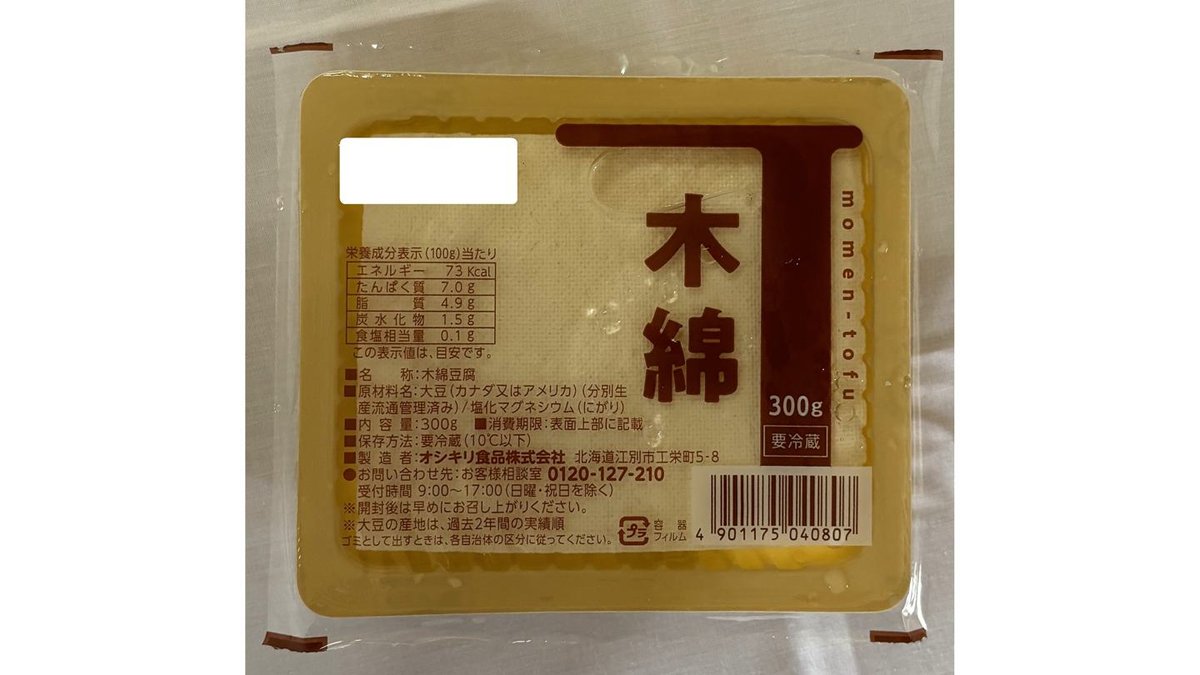 木綿
momen-tofu
300g
要冷蔵
栄養成分表示(100g)当たり
エネルギー 73 Kcal
たんぱく質 7.0 g
脂質 4.9 g
炭水化物 1.5 g
食塩相当量 0.1 g
この表示値は、目安です。
■名称:木綿豆腐
■原材料名:大豆(カナダ又はアメリカ)(分別生
産流通管理済み)/塩化マグネシウム(にがり)
■内容量:300g ■消費期限:表面上部に記載
■保存方法:要冷蔵(10℃以下)
■製造者:オシキリ食品株式会社 北海道江別市工栄町5-8
●お問い合わせ先:お客様相談室 0120-127-210
受付時間 9:00〜17:00(日曜・祝日を除く)
※開封後は早めにお召し上がりください。
※大豆の産地は、過去2年間の実績順
ゴミとして出すときは、各自治体の区分に従ってください。
プラ
容器
フィルム
4 901175 040807